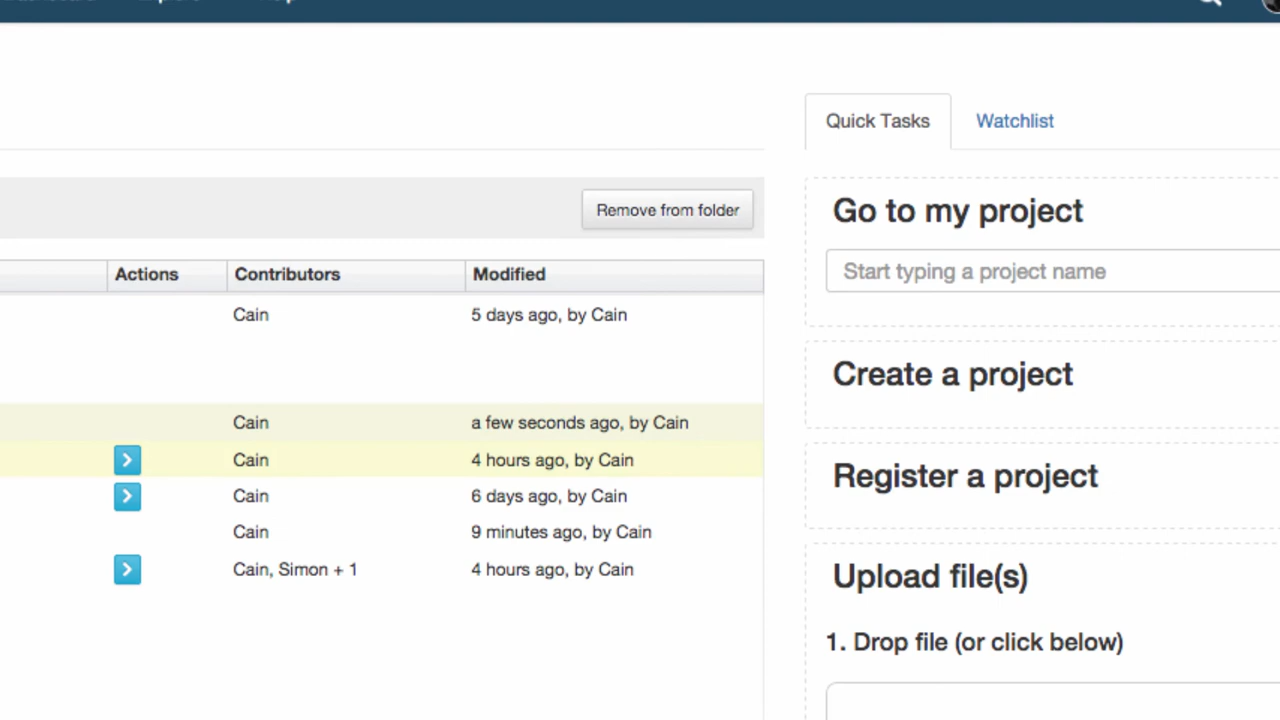 Quick Tasks Watchlist
Remove from folder
Go to my project
Start typing a project name
Actions Contributors Modified
Cain 5 days ago, by Cain
Create a project
Cain a few seconds ago, by Cain
Cain 4 hours ago, by Cain
Register a project
Cain 6 days ago, by Cain
Cain 9 minutes ago, by Cain
Cain, Simon + 1 4 hours ago, by Cain
Upload file(s)
1. Drop file (or click below)